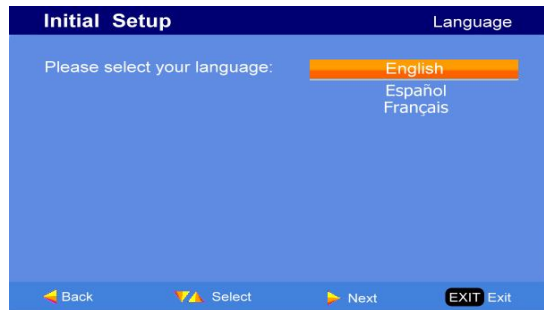 Initial Setup Language
Please select your language: English
Español
Français
Back Select Next EXIT Exit